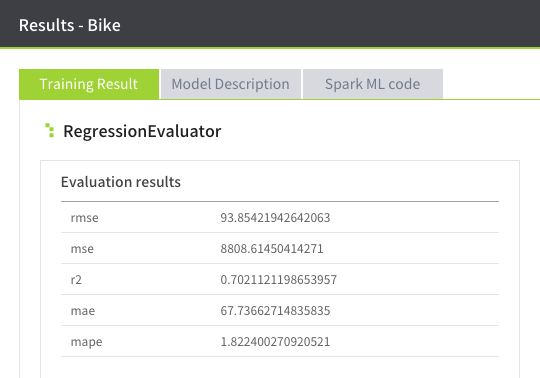 Results - Bike
Training Result Model Description Spark ML code
RegressionEvaluator
Evaluation results
rmse 93.85421942642063
mse 8808.61450414271
r2 0.7021121198653957
mae 67.73662714835835
mape 1.822400270920521